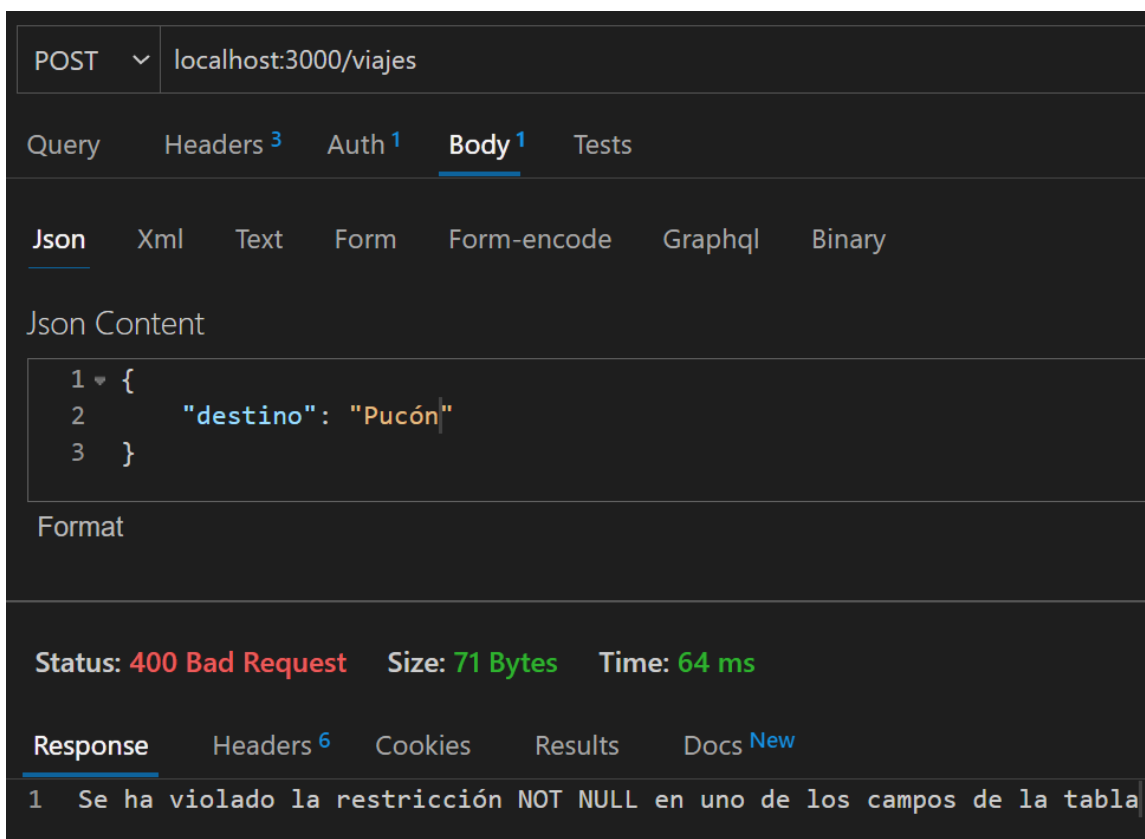 POST localhost:3000/viajes
Query Headers 3 Auth 1 Body 1 Tests
Json Xml Text Form Form-encode Graphql Binary
Json Content
1 {
2 "destino": "Pucón"
3 }
Format
Status: 400 Bad Request Size: 71 Bytes Time: 64 ms
Response Headers 6 Cookies Results Docs New
1 Se ha violado la restricción NOT NULL en uno de los campos de la tabla